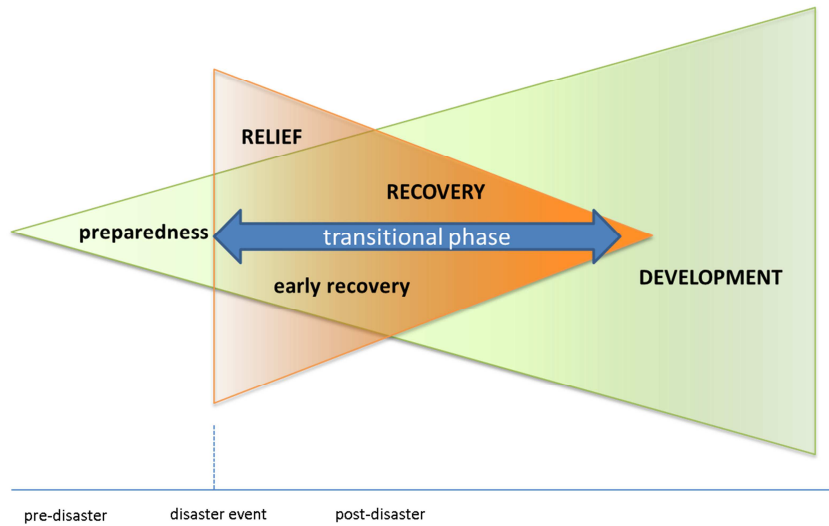 RELIEF
RECOVERY
preparedness
transitional phase
early recovery
DEVELOPMENT
pre-disaster
disaster event
post-disaster